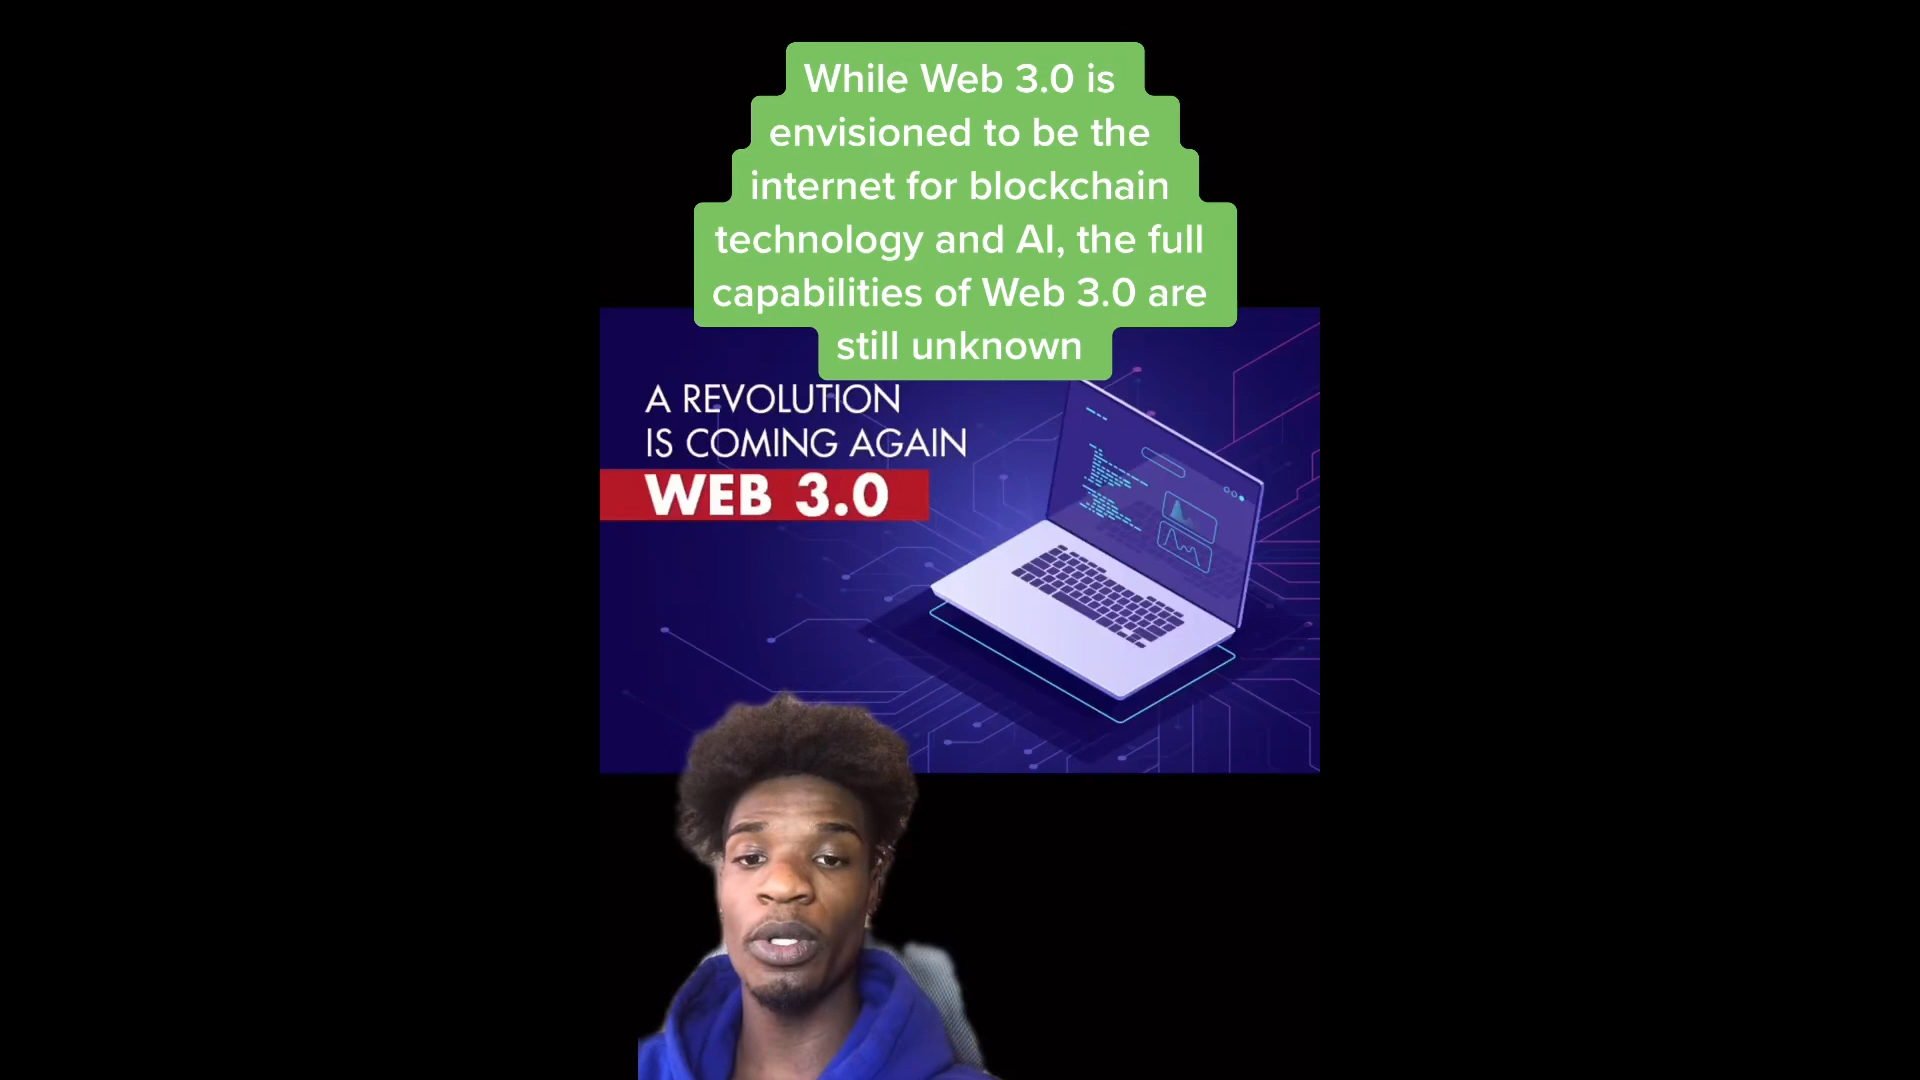 While Web 3.0 is
envisioned to be the
internet for blockchain
technology and AI, the full
capabilities of Web 3.0 are
still unknown
A REVOLUTION
IS COMING AGAIN
WEB 3.0